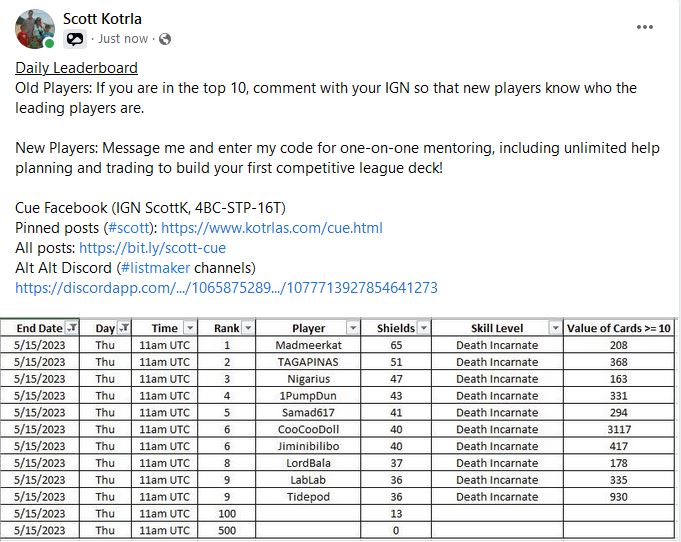 Scott Kotrla
Just now ·
Daily Leaderboard
Old Players: If you are in the top 10, comment with your IGN so that new players know who the
leading players are.
New Players: Message me and enter my code for one-on-one mentoring, including unlimited help
planning and trading to build your first competitive league deck!
Cue Facebook (IGN ScottK, 4BC-STP-16T)
Pinned posts (#scott): https://www.kotrlas.com/cue.html
All posts: https://bit.ly/scott-cue
Alt Alt Discord (#listmaker channels)
https://discordapp.com/.../1065875289.../1077713927854641273
End Date Day Time Rank Player Shields Skill Level Value of Cards >= 10
5/15/2023 Thu 11am UTC 1 Madmeerkat 65 Death Incarnate 208
5/15/2023 Thu 11am UTC 2 TAGAPINAS 51 Death Incarnate 368
5/15/2023 Thu 11am UTC 3 Nigarius 47 Death Incarnate 163
5/15/2023 Thu 11am UTC 4 1PumpDun 43 Death Incarnate 331
5/15/2023 Thu 11am UTC 5 Samad617 41 Death Incarnate 294
5/15/2023 Thu 11am UTC 6 CooCooDoll 40 Death Incarnate 3117
5/15/2023 Thu 11am UTC 6 Jiminibilibo 40 Death Incarnate 417
5/15/2023 Thu 11am UTC 8 LordBala 37 Death Incarnate 178
5/15/2023 Thu 11am UTC 9 LabLab 36 Death Incarnate 335
5/15/2023 Thu 11am UTC 9 Tidepod 36 Death Incarnate 930
5/15/2023 Thu 11am UTC 100 13
5/15/2023 Thu 11am UTC 500 0